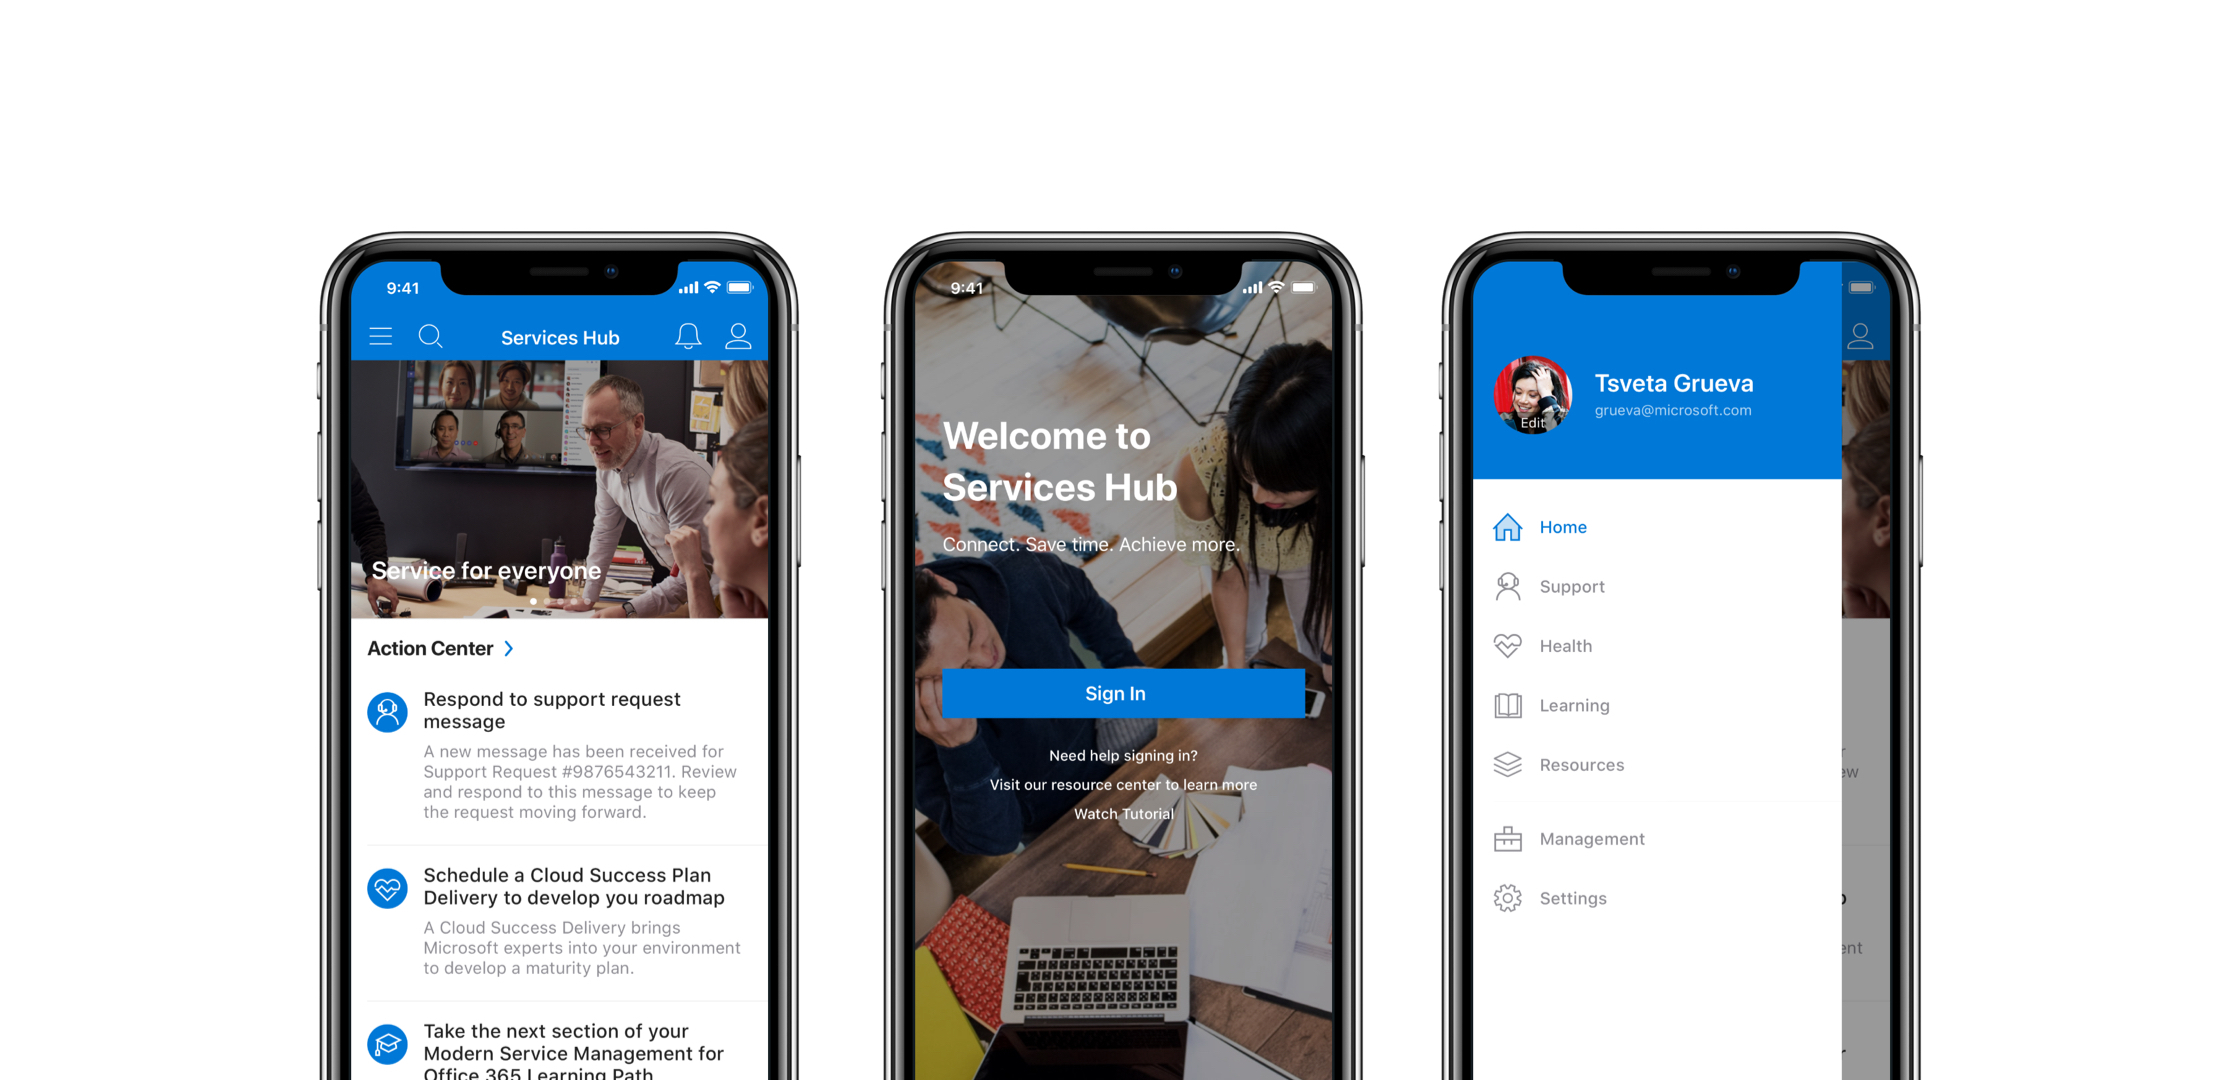 9:41
Services Hub
Service for everyone
Action Center
Respond to support request
message
A new message has been received for
Support Request #9876543211. Review
and respond to this message to keep
the request moving forward.
Schedule a Cloud Success Plan
Delivery to develop you roadmap
A Cloud Success Delivery brings
Microsoft experts into your environment
to develop a maturity plan.
Take the next section of your
Modern Service Management for
Office 365 Learning Path
9:41
Welcome to
Services Hub
Connect. Save time. Achieve more.
Sign In
Need help signing in?
Visit our resource center to learn more
Watch Tutorial
Tsveta Grueva
grueva@microsoft.com
Edit
Home
Support
Health
Learning
Resources
Management
Settings